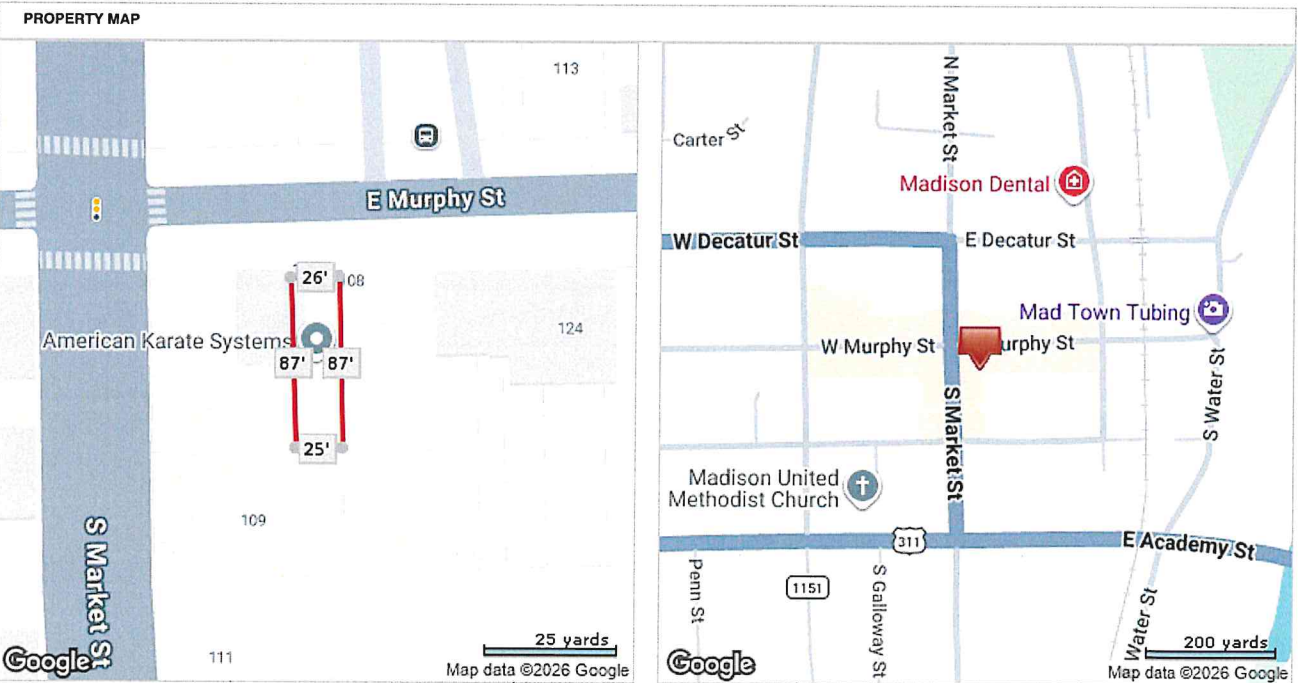 PROPERTY MAP
113
E Murphy St
26'
08
American Karate Systems
124
87'
87'
25'
109
S Market St
111
25 yards
Google
Map data ©2026 Google
N Market St
Carter St
Madison Dental
W Decatur St
E Decatur St
Mad Town Tubing
W Murphy St
urphy St
S Water St
S Market St
Madison United
Methodist Church
311
E Academy St
1151
Penn St
S Galloway St
Water St
200 yards
Google
Map data ©2026 Google